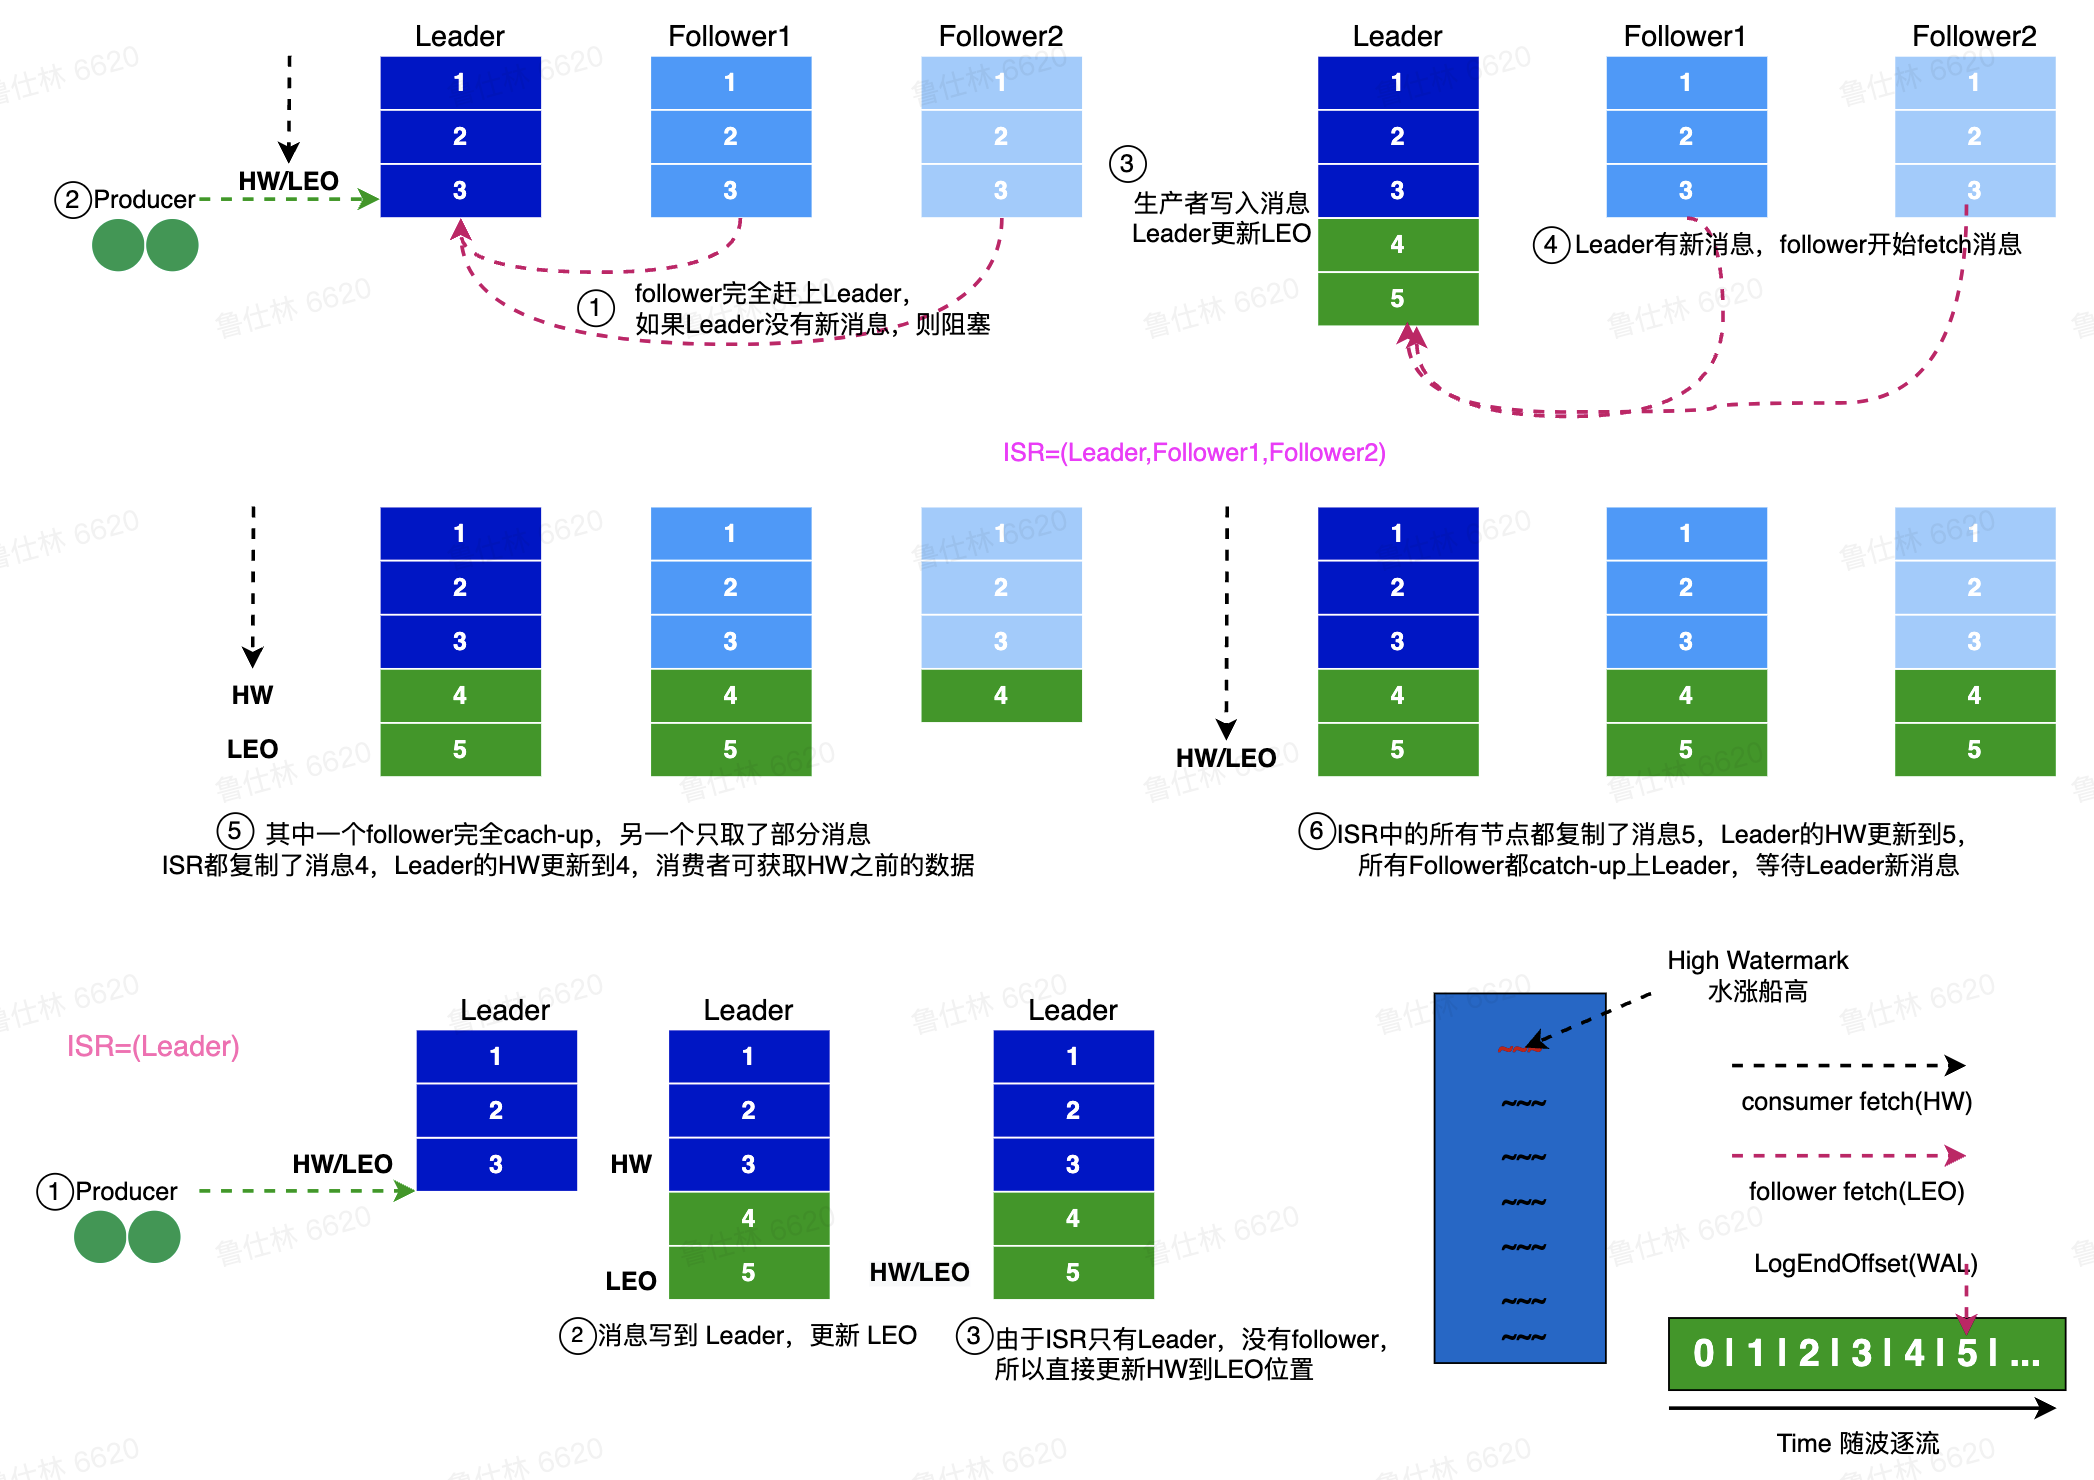 Leader
Follower1
Follower2
1
1
1
2
2
2
HW/LEO
3
3
3
②Producer
①
follower完全赶上Leader，
如果Leader没有新消息，则阻塞
Leader
Follower1
Follower2
1
1
1
2
2
2
3
3
3
③
生产者写入消息
Leader更新LEO
4
5
④Leader有新消息，follower开始fetch消息
ISR=(Leader,Follower1,Follower2)
1
1
1
2
2
2
3
3
3
HW
4
4
4
LEO
5
5
⑤ 其中一个follower完全cach-up，另一个只取了部分消息
ISR都复制了消息4，Leader的HW更新到4，消费者可获取HW之前的数据
1
1
1
2
2
2
3
3
3
4
4
4
HW/LEO
5
5
5
⑥ISR中的所有节点都复制了消息5，Leader的HW更新到5，
所有Follower都catch-up上Leader，等待Leader新消息
ISR=(Leader)
Leader
1
2
HW/LEO
3
①Producer
Leader
1
2
HW
3
4
LEO
5
②消息写到 Leader，更新 LEO
Leader
1
2
3
4
HW/LEO
5
③由于ISR只有Leader，没有follower，
所以直接更新HW到LEO位置
High Watermark
水涨船高
~~~
~~~
~~~
~~~
~~~
~~~
~~~
consumer fetch(HW)
follower fetch(LEO)
LogEndOffset(WAL)
0 | 1 | 2 | 3 | 4 | 5 | ...
Time 随波逐流
鲁仕林 6620